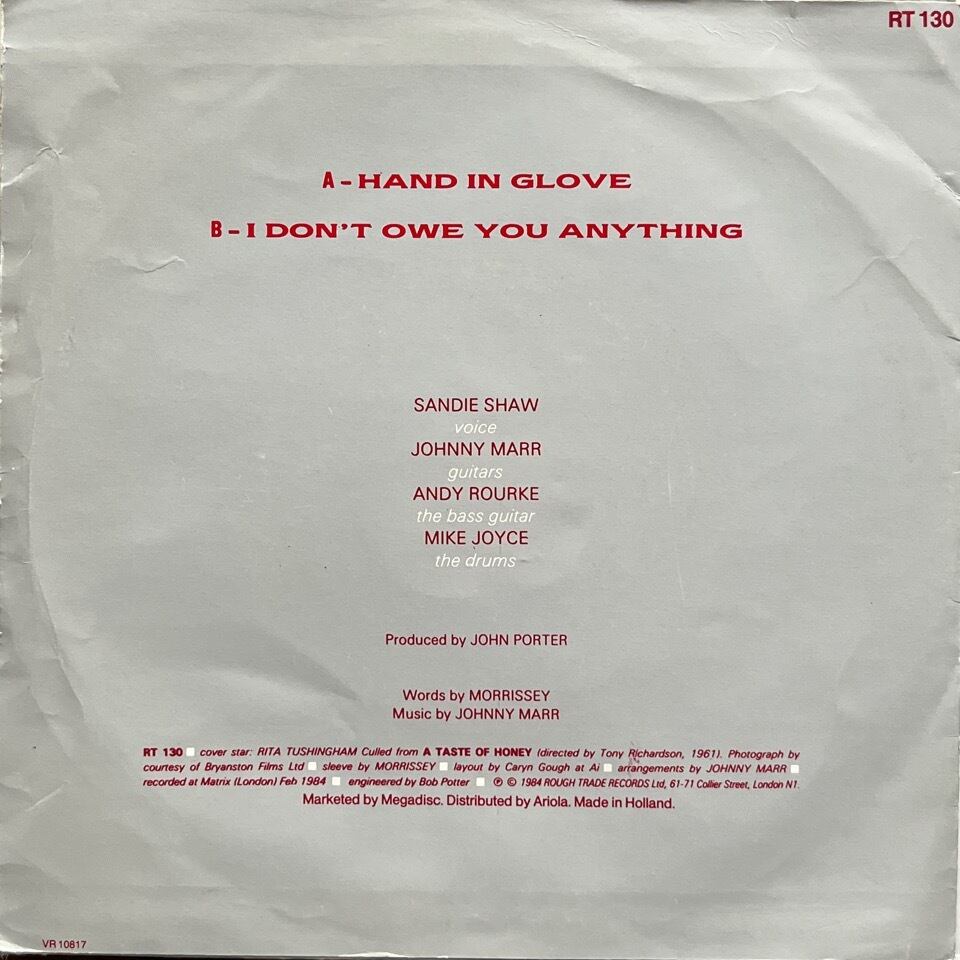 RT 130
A - HAND IN GLOVE
B - I DON'T OWE YOU ANYTHING
SANDIE SHAW
voice
JOHNNY MARR
guitars
ANDY ROURKE
the bass guitar
MIKE JOYCE
the drums
Produced by JOHN PORTER
Words by MORRISSEY
Music by JOHNNY MARR
RT 130 cover star: RITA TUSHINGHAM Culled from A TASTE OF HONEY (directed by Tony Richardson, 1961). Photograph by
courtesy of Bryanston Films Ltd sleeve by MORRISSEY layout by Caryn Gough at Ai arrangements by JOHNNY MARR
recorded at Matrix (London) Feb 1984 engineered by Bob Potter ℗ © 1984 ROUGH TRADE RECORDS Ltd, 61-71 Collier Street, London N1.
Marketed by Megadisc. Distributed by Ariola. Made in Holland.
VR 10817